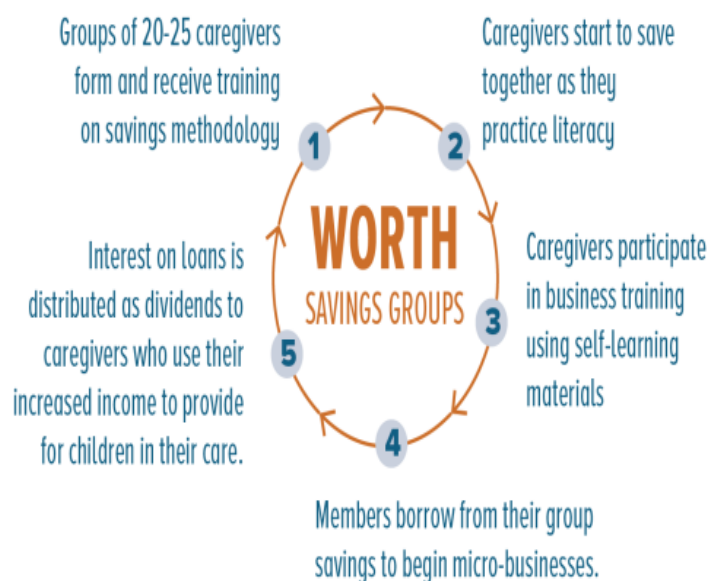 Groups of 20-25 caregivers
form and receive training
on savings methodology
1
Caregivers start to save
together as they
practice literacy
2
WORTH
SAVINGS GROUPS
Caregivers participate
in business training
using self-learning
materials
3
Members borrow from their group
savings to begin micro-businesses.
4
Interest on loans is
distributed as dividends to
caregivers who use their
increased income to provide
for children in their care.
5